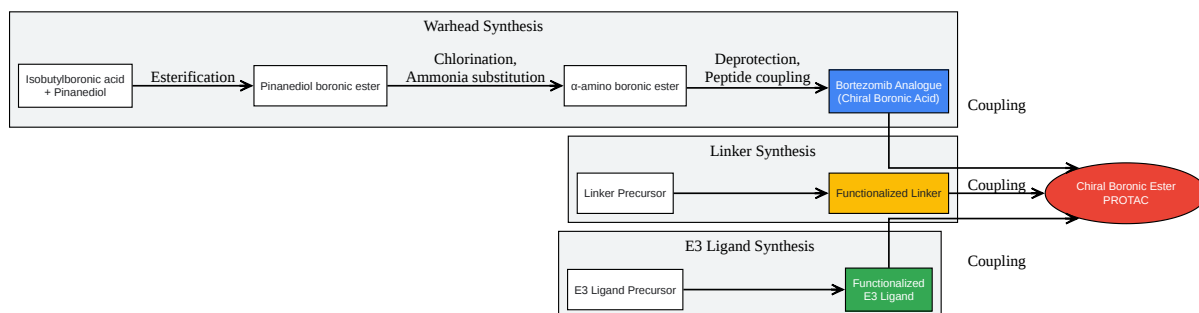 Warhead Synthesis
Isobutylboronic acid
+ Pinanediol
Esterification
Pinanediol boronic ester
Chlorination,
Ammonia substitution
α-amino boronic ester
Deprotection,
Peptide coupling
Bortezomib Analogue
(Chiral Boronic Acid)
Coupling
Linker Synthesis
Linker Precursor
Functionalized Linker
Coupling
Chiral Boronic Ester
PROTAC
E3 Ligand Synthesis
E3 Ligand Precursor
Functionalized
E3 Ligand
Coupling